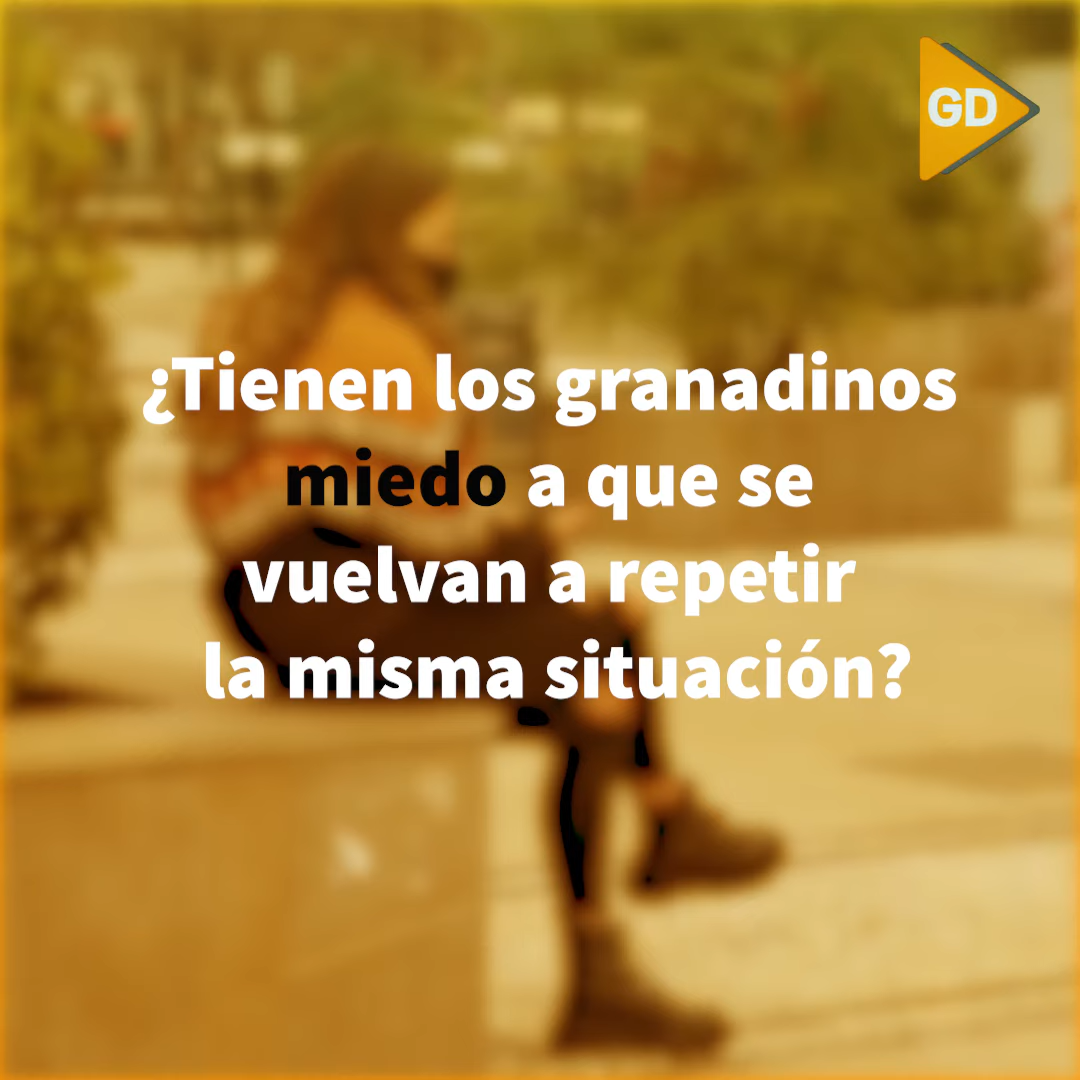 GD
¿Tienen los granadinos
miedo a que se
vuelvan a repetir
la misma situación?